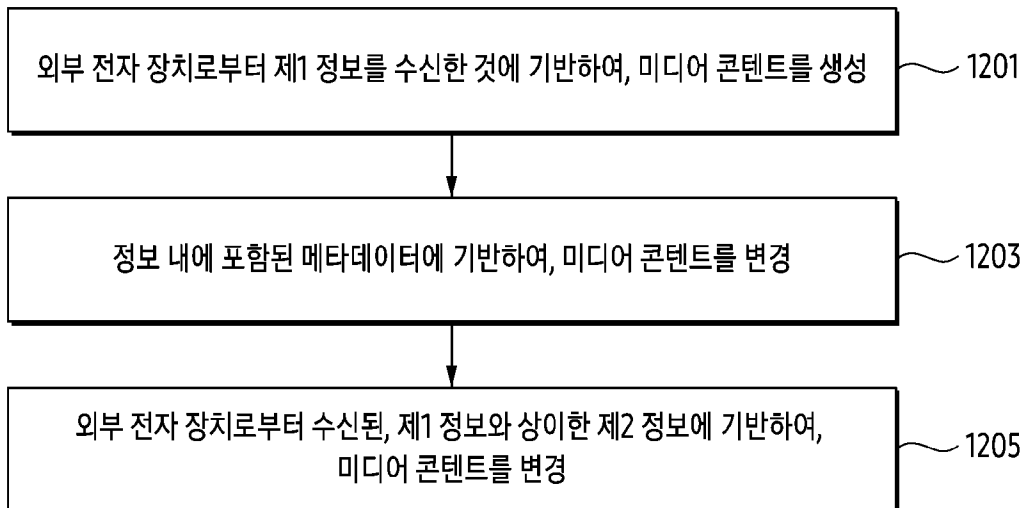 외부 전자 장치로부터 제1 정보를 수신한 것에 기반하여, 미디어 콘텐트를 생성
1201
정보 내에 포함된 메타데이터에 기반하여, 미디어 콘텐트를 변경
1203
외부 전자 장치로부터 수신된, 제1 정보와 상이한 제2 정보에 기반하여,
미디어 콘텐트를 변경
1205